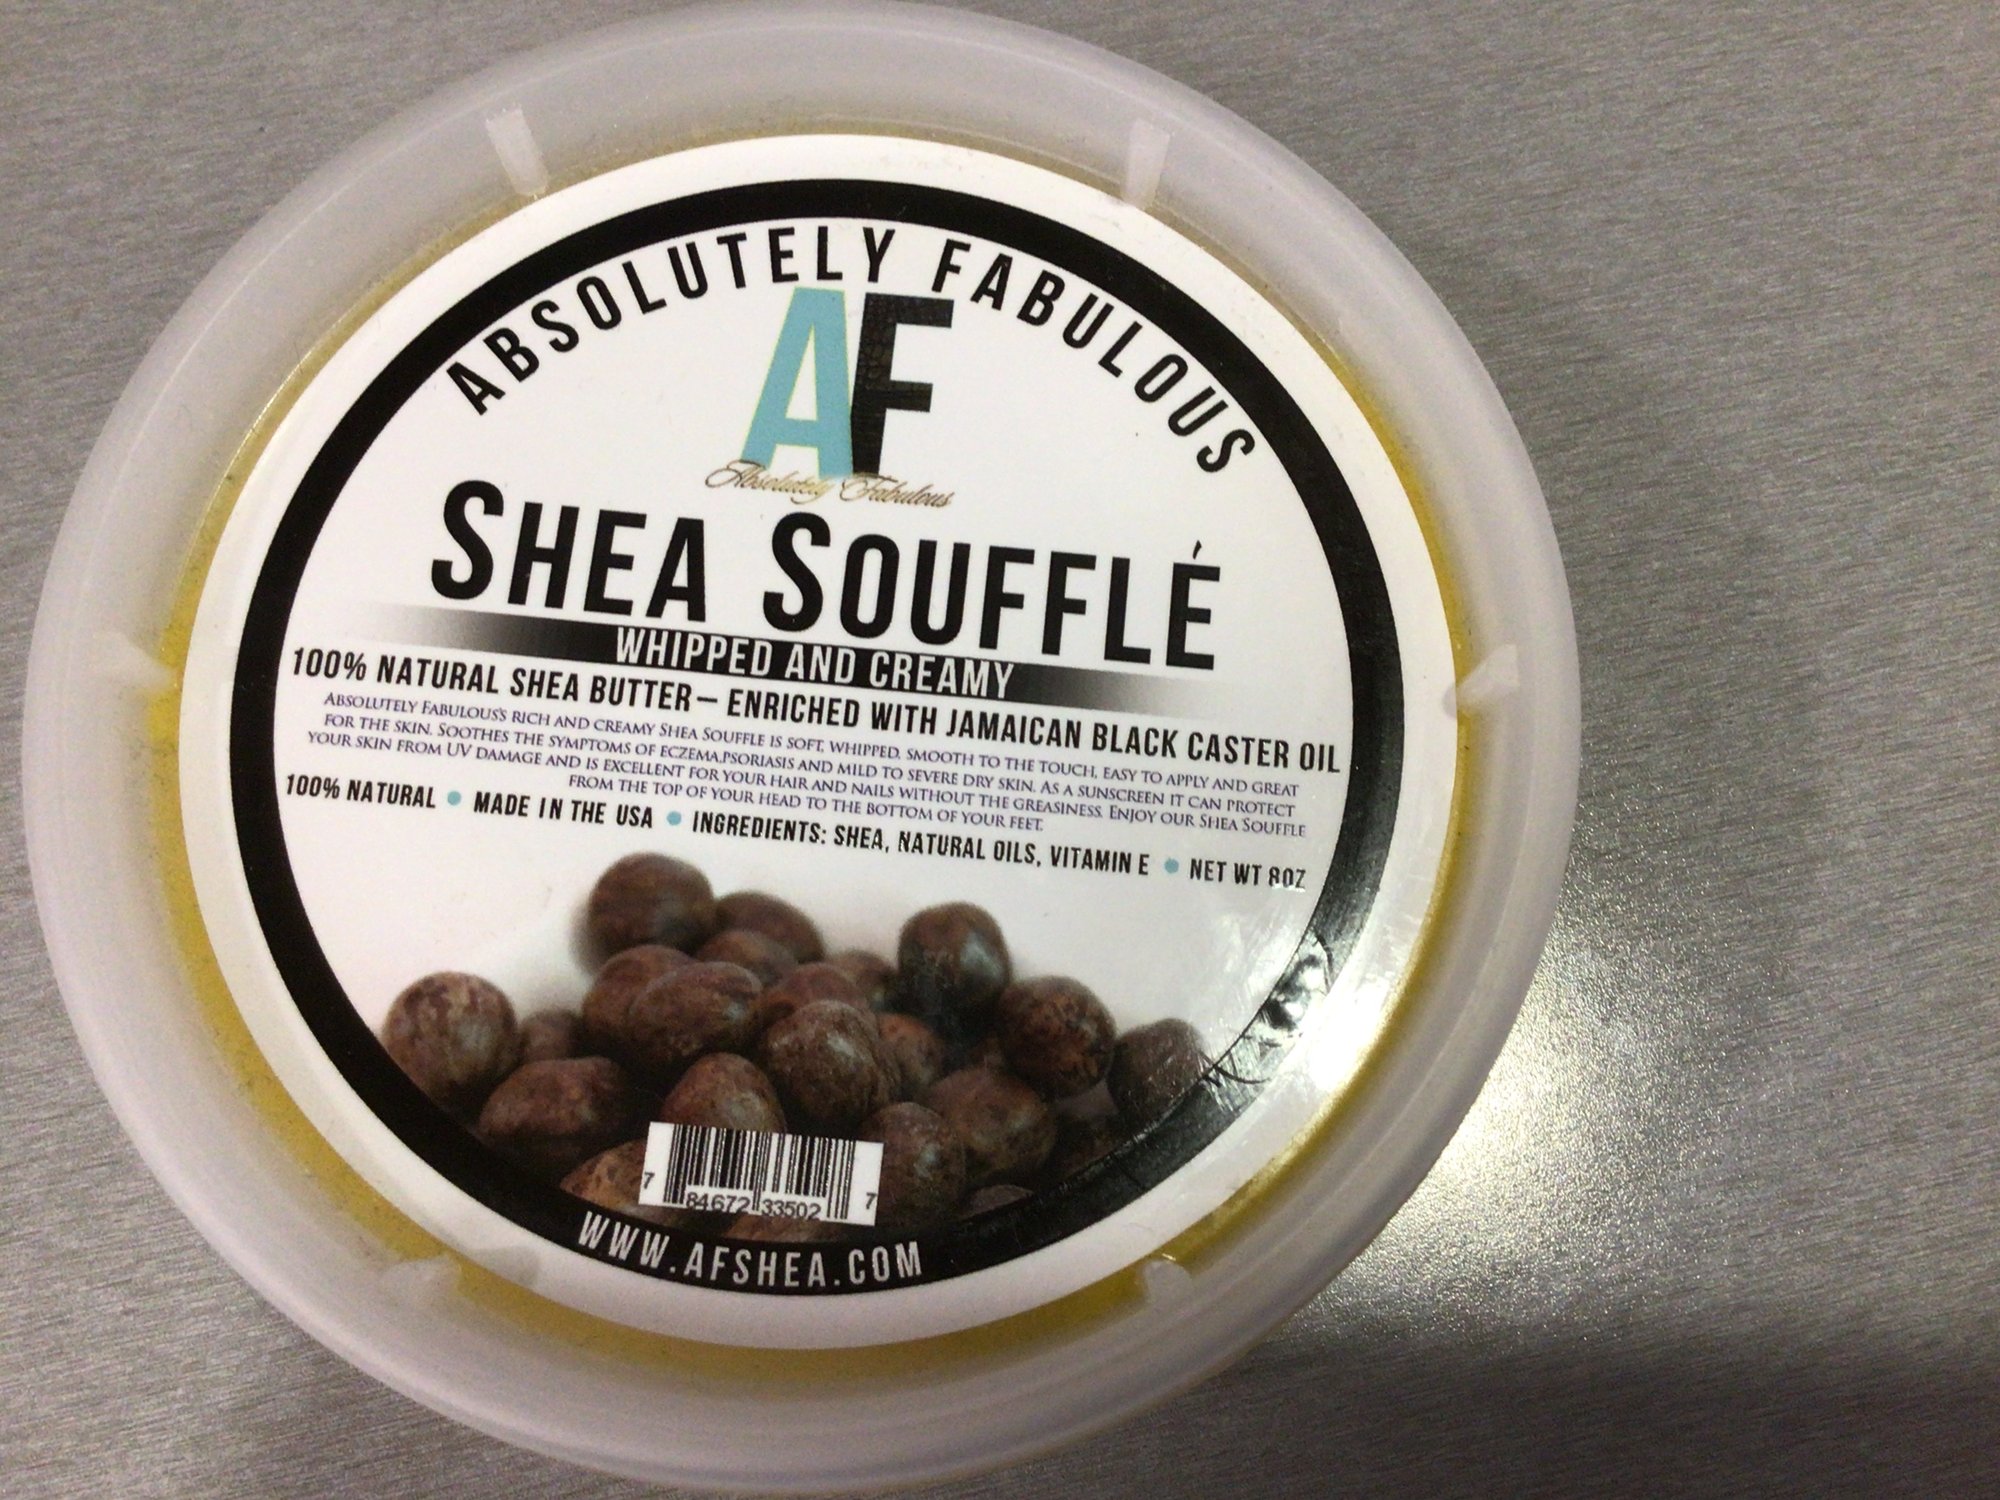 ABSOLUTELY FABULOUS
AF
Absolutely Fabulous
SHEA SOUFFLÉ
WHIPPED AND CREAMY
100% NATURAL SHEA BUTTER – ENRICHED WITH JAMAICAN BLACK CASTER OIL
ABSOLUTELY FABULOUS'S RICH AND CREAMY SHEA SOUFFLE IS SOFT, WHIPPED, SMOOTH TO THE TOUCH, EASY TO APPLY AND GREAT
FOR THE SKIN. SOOTHES THE SYMPTOMS OF ECZEMA,PSORIASIS AND MILD TO SEVERE DRY SKIN. AS A SUNSCREEN IT CAN PROTECT
YOUR SKIN FROM UV DAMAGE AND IS EXCELLENT FOR YOUR HAIR AND NAILS WITHOUT THE GREASINESS. ENJOY OUR SHEA SOUFFLE
FROM THE TOP OF YOUR HEAD TO THE BOTTOM OF YOUR FEET.
100% NATURAL • MADE IN THE USA • INGREDIENTS: SHEA, NATURAL OILS, VITAMIN E • NET WT 8OZ
7 84672 33502 7
WWW.AFSHEA.COM